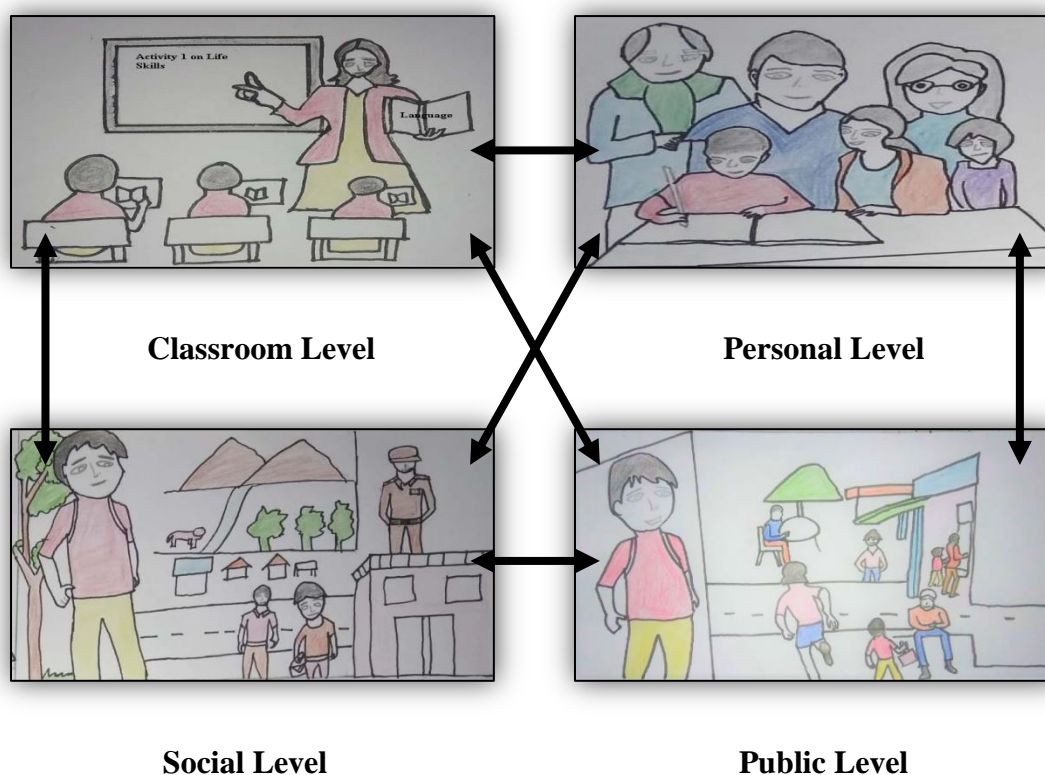 Activity 1 on Life
Skills
Language
Classroom Level
Personal Level
Social Level
Public Level